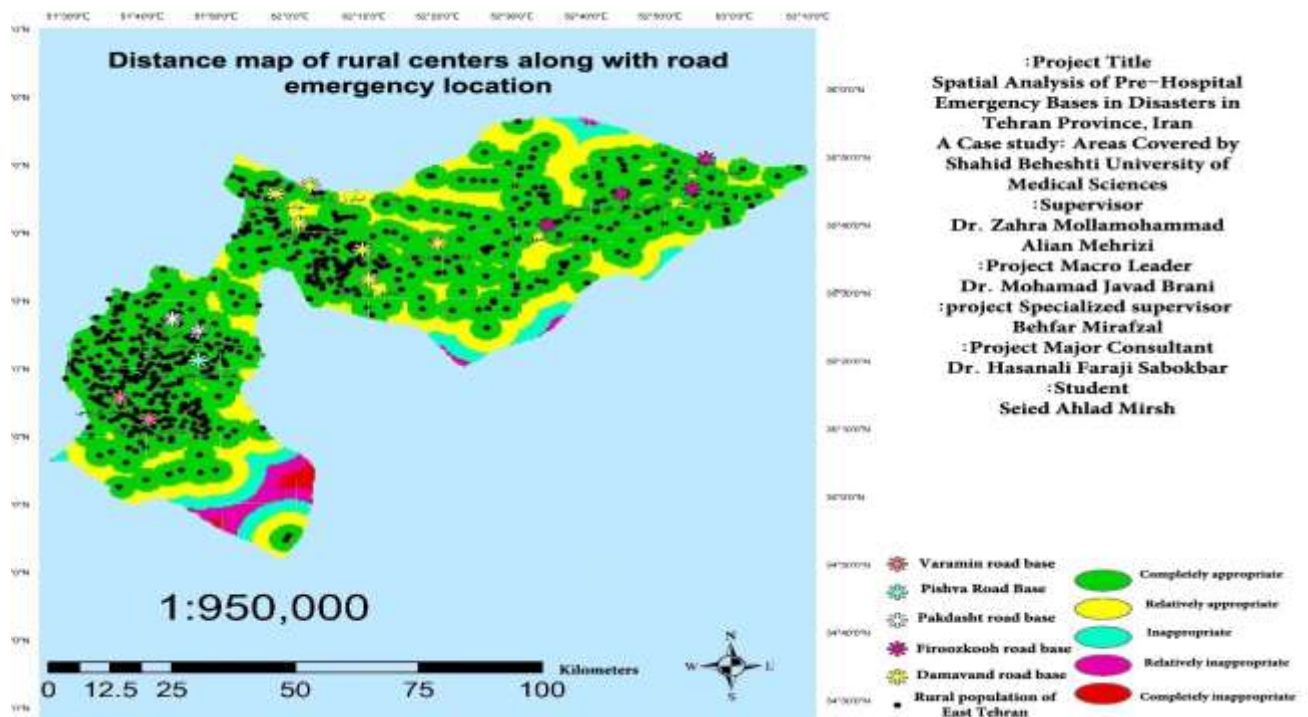 Distance map of rural centers along with road
emergency location
:Project Title
Spatial Analysis of Pre-Hospital
Emergency Bases in Disasters in
Tehran Province, Iran
A Case study: Areas Covered by
Shahid Beheshti University of
Medical Sciences
:Supervisor
Dr. Zahra Mollamohammad
Alian Mehrizi
:Project Macro Leader
Dr. Mohamad Javad Brani
:project Specialized supervisor
Behfar Mirafzal
:Project Major Consultant
Dr. Hasanali Faraji Sabokbar
:Student
Seied Ahlad Mirsh
1:950,000
Kilometers
0 12.5 25 50 75 100
N
W E
S
Varamin road base
Pishva Road Base
Pakdasht road base
Firoozkooh road base
Damavand road base
Rural population of
East Tehran
Completely appropriate
Relatively appropriate
Inappropriate
Relatively inappropriate
Completely inappropriate